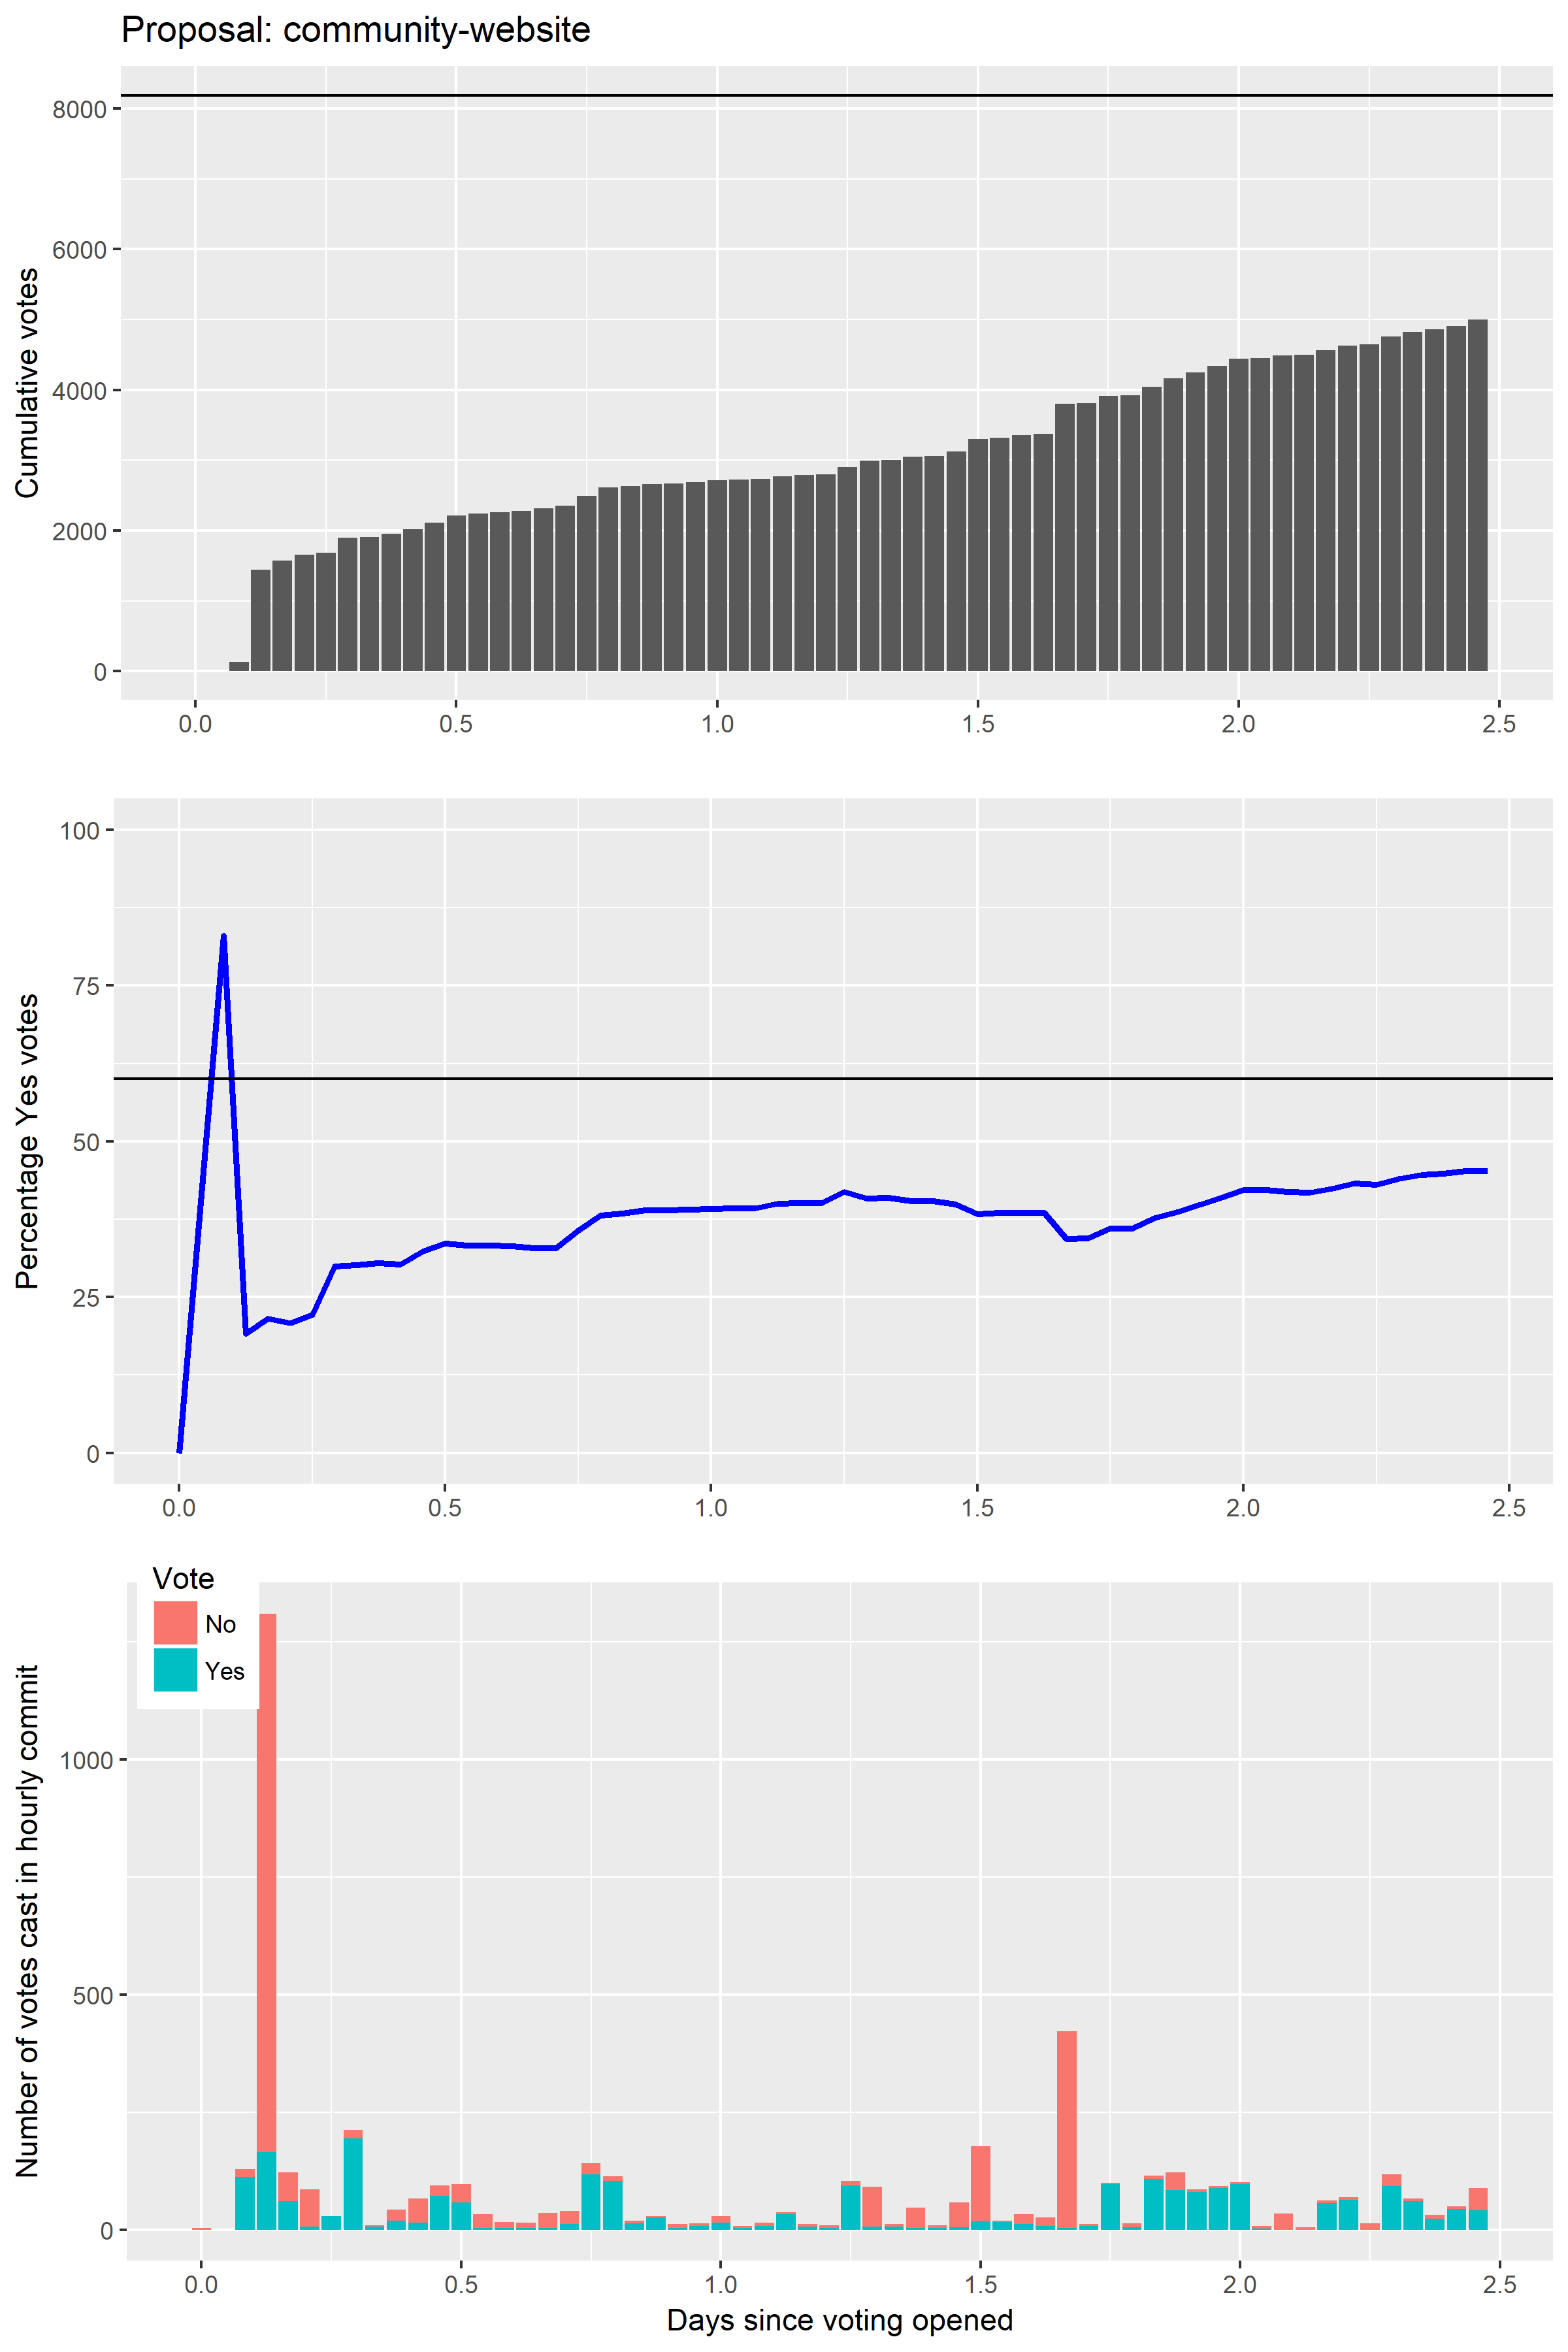 Proposal: community-website
Cumulative votes
8000
6000
4000
2000
0
0.0 0.5 1.0 1.5 2.0 2.5
Percentage Yes votes
100
75
50
25
0
0.0 0.5 1.0 1.5 2.0 2.5
Vote
No
Yes
Number of votes cast in hourly commit
1000
500
0
0.0 0.5 1.0 1.5 2.0 2.5
Days since voting opened